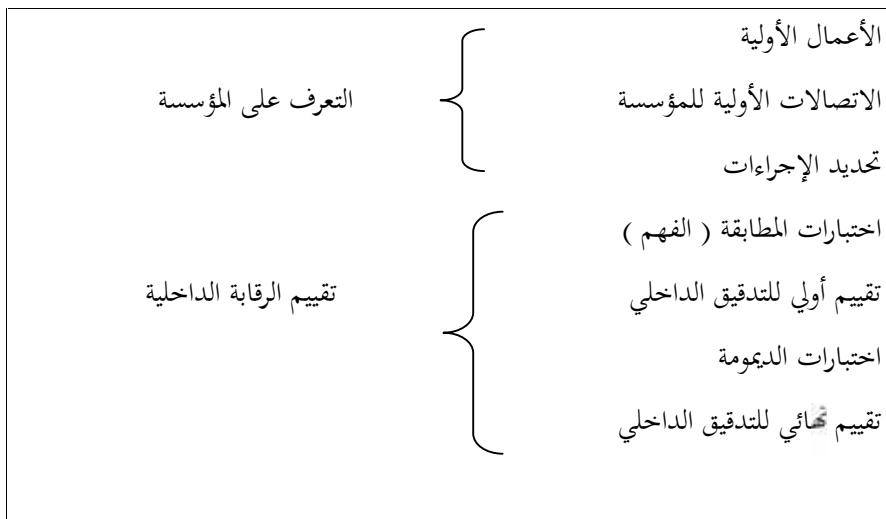 الأعمال الأولية
الاتصالات الأولية للمؤسسة التعرف على المؤسسة
تحديد الإجراءات
اختبارات المطابقة ( الفهم )
تقييم أولي للتدقيق الداخلي تقييم الرقابة الداخلية
اختبارات الديمومة
تقييم نهائي للتدقيق الداخلي